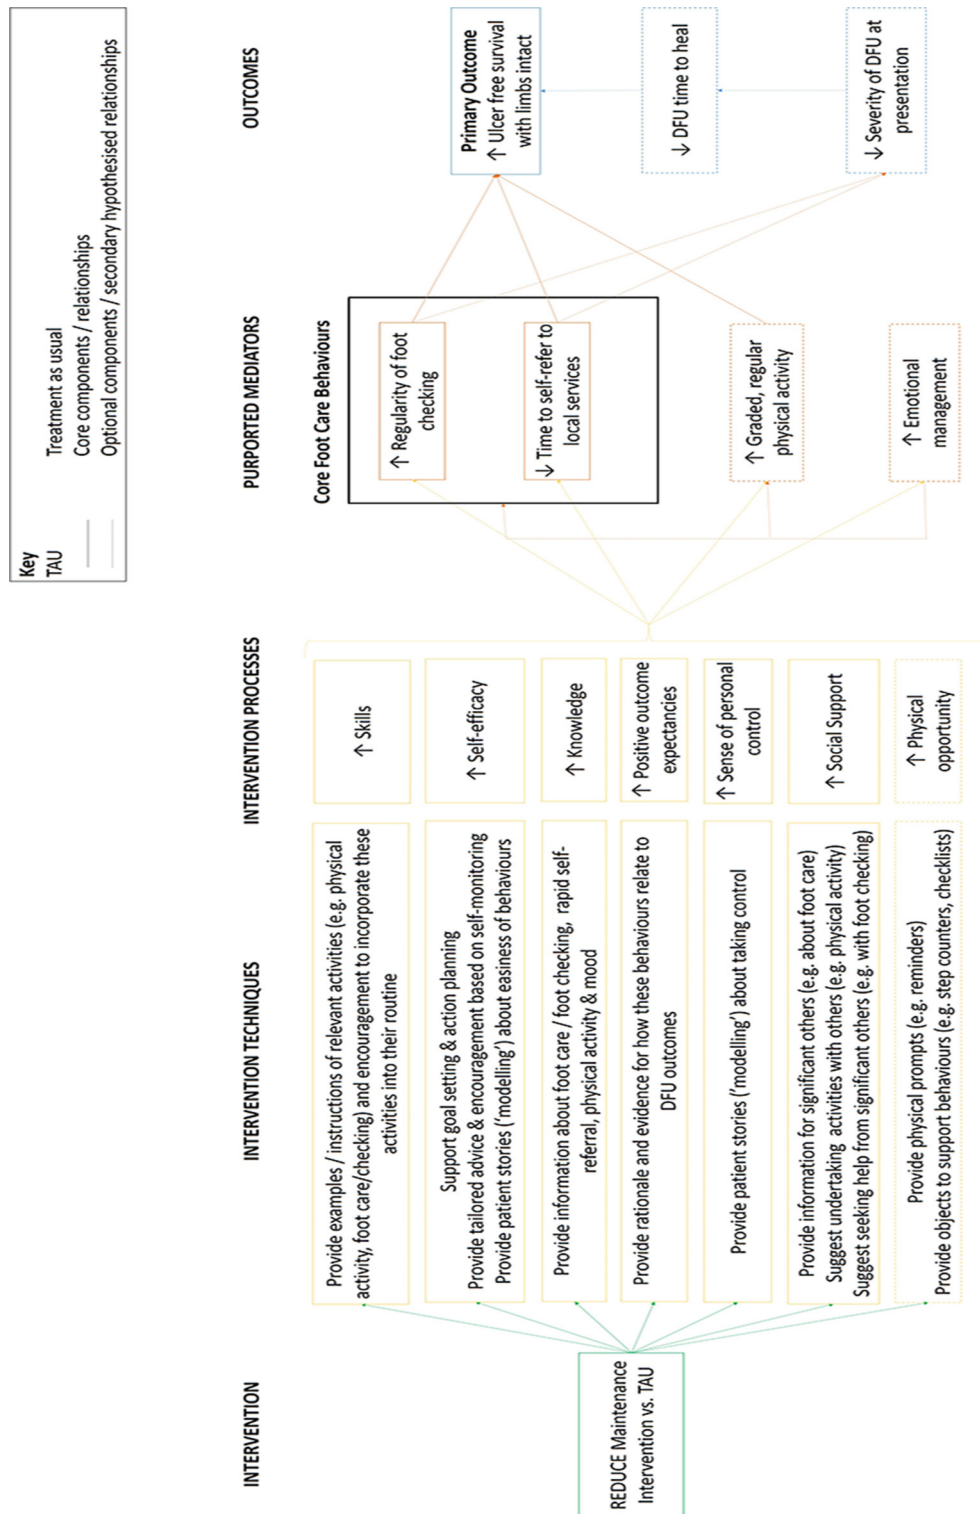 Key
TAU Treatment as usual
Core components / relationships
Optional components / secondary hypothesised relationships
INTERVENTION
INTERVENTION TECHNIQUES
INTERVENTION PROCESSES
PURPORTED MEDIATORS
OUTCOMES
REDUCE Maintenance
Intervention vs. TAU
Provide examples / instructions of relevant activities (e.g. physical
activity, foot care/checking) and encouragement to incorporate these
activities into their routine
Support goal setting & action planning
Provide tailored advice & encouragement based on self-monitoring
Provide patient stories ('modelling') about easiness of behaviours
Provide information about foot care / foot checking, rapid self-
referral, physical activity & mood
Provide rationale and evidence for how these behaviours relate to
DFU outcomes
Provide patient stories ('modelling') about taking control
Provide information for significant others (e.g. about foot care)
Suggest undertaking activities with others (e.g. physical activity)
Suggest seeking help from significant others (e.g. with foot checking)
Provide physical prompts (e.g. reminders)
Provide objects to support behaviours (e.g. step counters, checklists)
↑ Skills
↑ Self-efficacy
↑ Knowledge
↑ Positive outcome
expectancies
↑ Sense of personal
control
↑ Social Support
↑ Physical
opportunity
Core Foot Care Behaviours
↑ Regularity of foot
checking
↓ Time to self-refer to
local services
↑ Graded, regular
physical activity
↑ Emotional
management
Primary Outcome
↑ Ulcer free survival
with limbs intact
↓ DFU time to heal
↓ Severity of DFU at
presentation